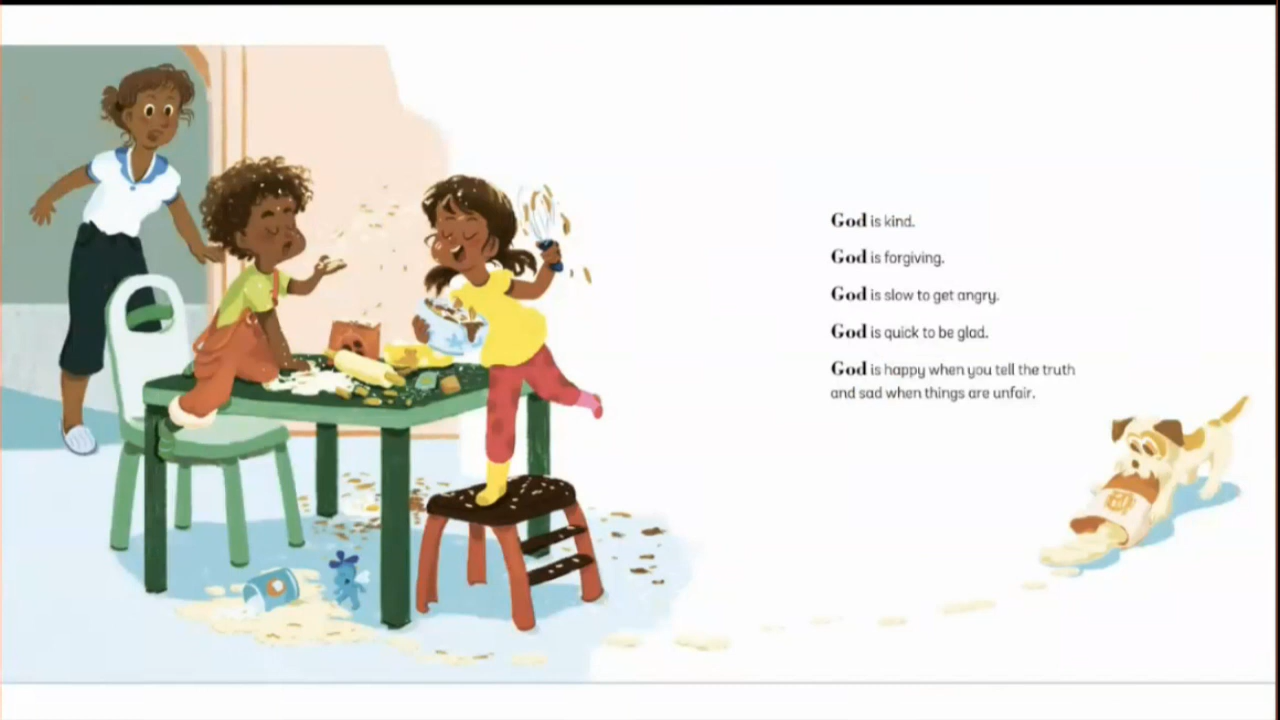 God is kind.
God is forgiving.
God is slow to get angry.
God is quick to be glad.
God is happy when you tell the truth
and sad when things are unfair.